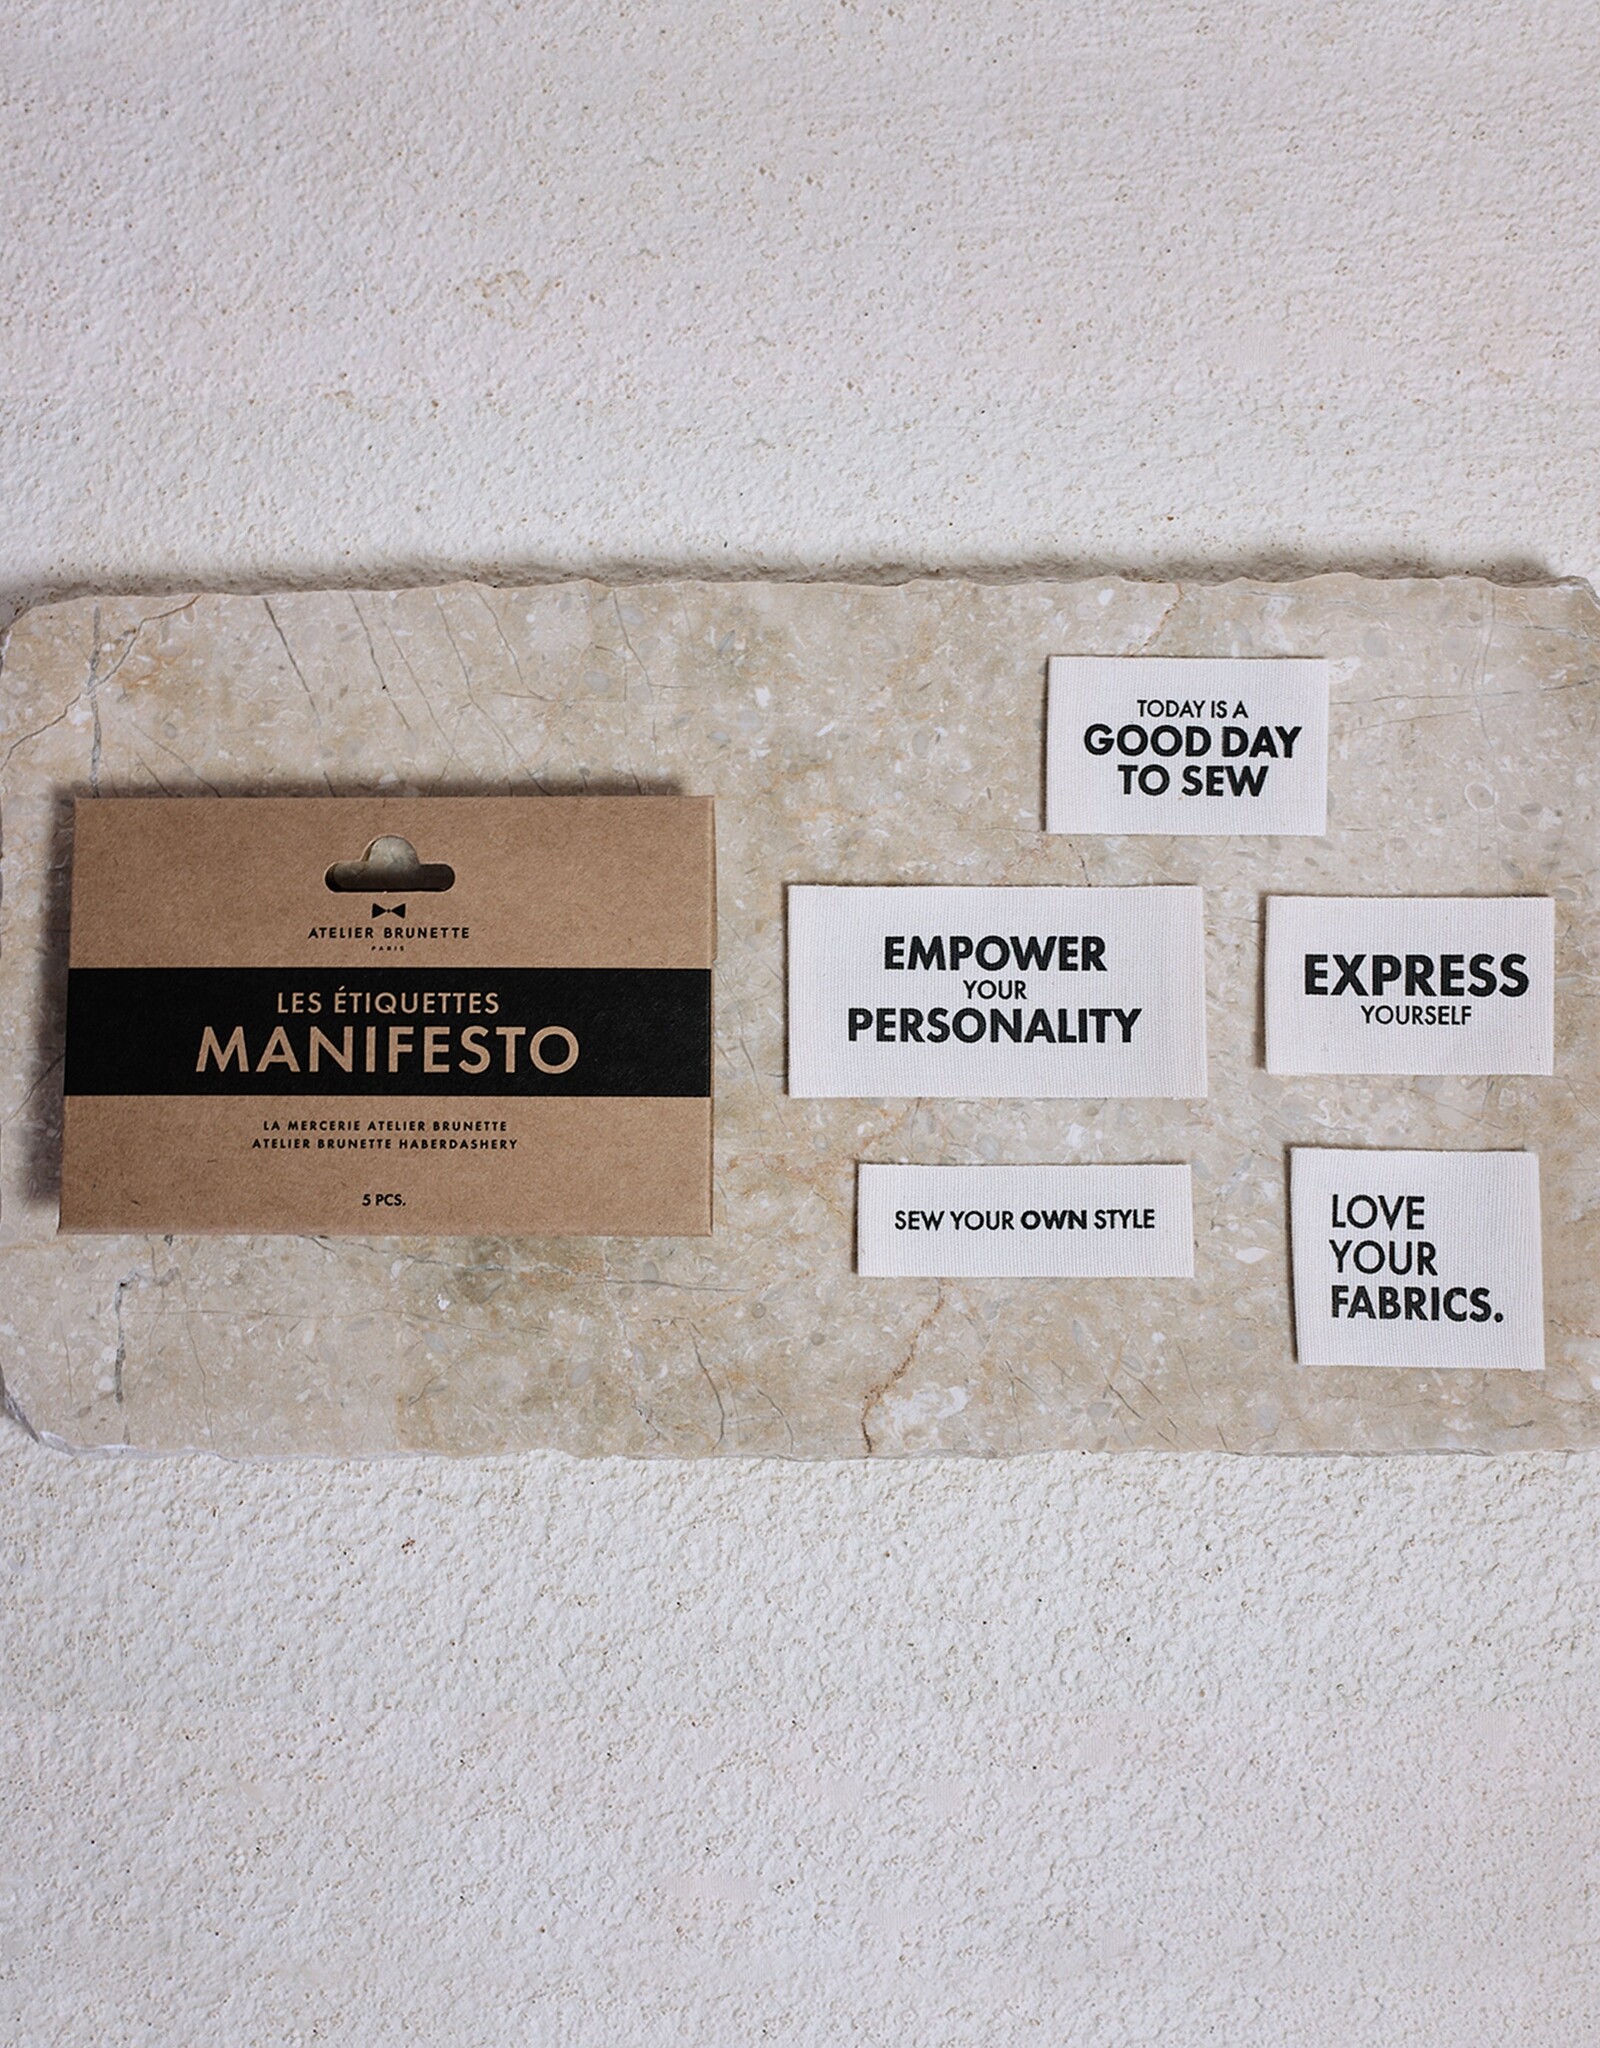 ATELIER BRUNETTE
PARIS
LES ÉTIQUETTES
MANIFESTO
LA MERCERIE ATELIER BRUNETTE
ATELIER BRUNETTE HABERDASHERY
5 PCS.
TODAY IS A
GOOD DAY
TO SEW
EMPOWER
YOUR
PERSONALITY
EXPRESS
YOURSELF
SEW YOUR OWN STYLE
LOVE
YOUR
FABRICS.